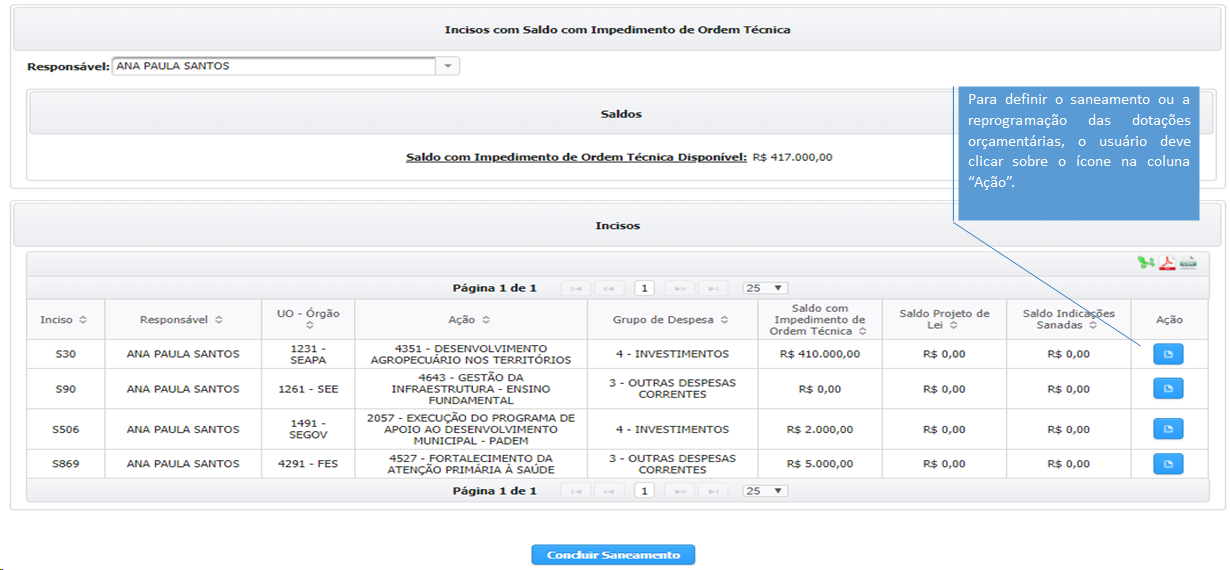 Incisos com Saldo com Impedimento de Ordem Técnica
Responsável: ANA PAULA SANTOS
Saldos
Saldo com Impedimento de Ordem Técnica Disponível: R$ 417.000,00
Para definir o saneamento ou a
reprogramação das dotações
orçamentárias, o usuário deve
clicar sobre o ícone na coluna
“Ação”.
Incisos
Página 1 de 1 1 25
Inciso Responsável UO - Órgão Ação Grupo de Despesa Saldo com Impedimento de Ordem Técnica Saldo Projeto de Lei Saldo Indicações Sanadas Ação
S30 ANA PAULA SANTOS 1231 - SEAPA 4351 - DESENVOLVIMENTO AGROPECUÁRIO NOS TERRITÓRIOS 4 - INVESTIMENTOS R$ 410.000,00 R$ 0,00 R$ 0,00
S90 ANA PAULA SANTOS 1261 - SEE 4643 - GESTÃO DA INFRAESTRUTURA - ENSINO FUNDAMENTAL 3 - OUTRAS DESPESAS CORRENTES R$ 0,00 R$ 0,00 R$ 0,00
S506 ANA PAULA SANTOS 1491 - SEGOV 2057 - EXECUÇÃO DO PROGRAMA DE APOIO AO DESENVOLVIMENTO MUNICIPAL - PADEM 4 - INVESTIMENTOS R$ 2.000,00 R$ 0,00 R$ 0,00
S869 ANA PAULA SANTOS 4291 - FES 4527 - FORTALECIMENTO DA ATENÇÃO PRIMÁRIA À SAÚDE 3 - OUTRAS DESPESAS CORRENTES R$ 5.000,00 R$ 0,00 R$ 0,00
Página 1 de 1 1 25
Concluir Saneamento